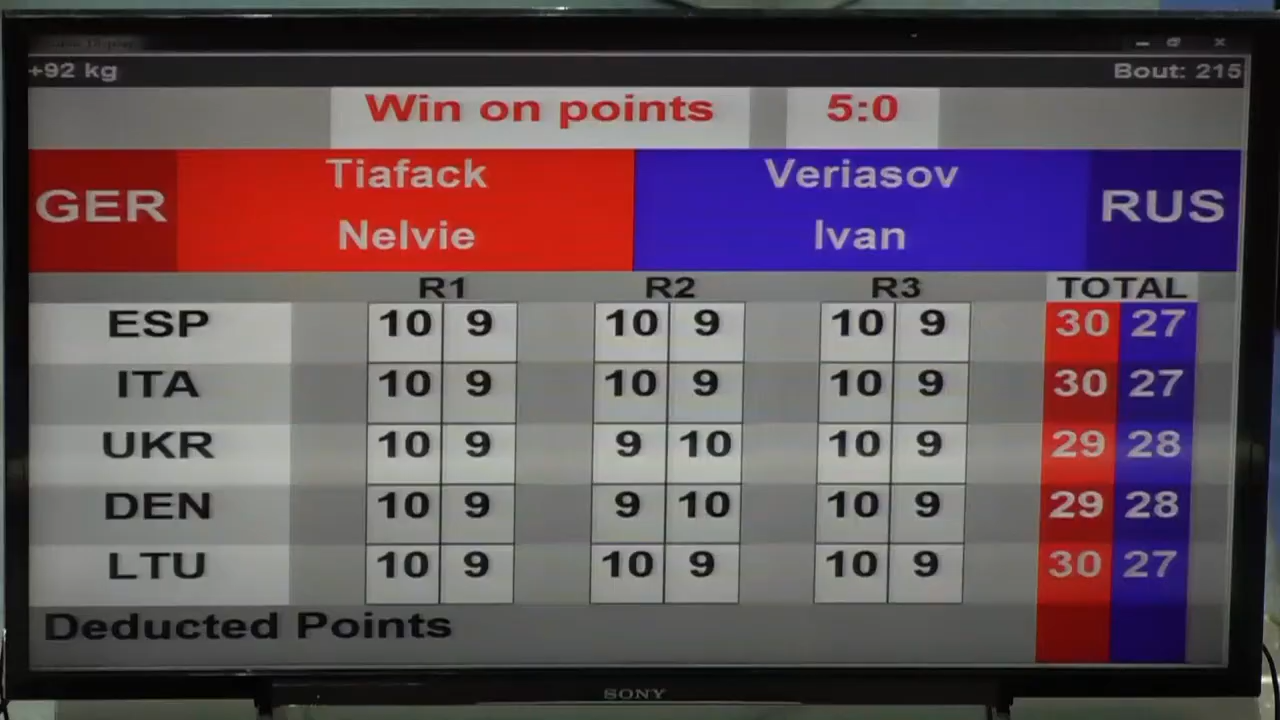 +92 kg Bout: 215
Win on points 5:0
GER Tiafack Nelvie Veriasov Ivan RUS
R1 R2 R3 TOTAL
ESP 10 9 10 9 10 9 30 27
ITA 10 9 10 9 10 9 30 27
UKR 10 9 9 10 10 9 29 28
DEN 10 9 9 10 10 9 29 28
LTU 10 9 10 9 10 9 30 27
Deducted Points
SONY